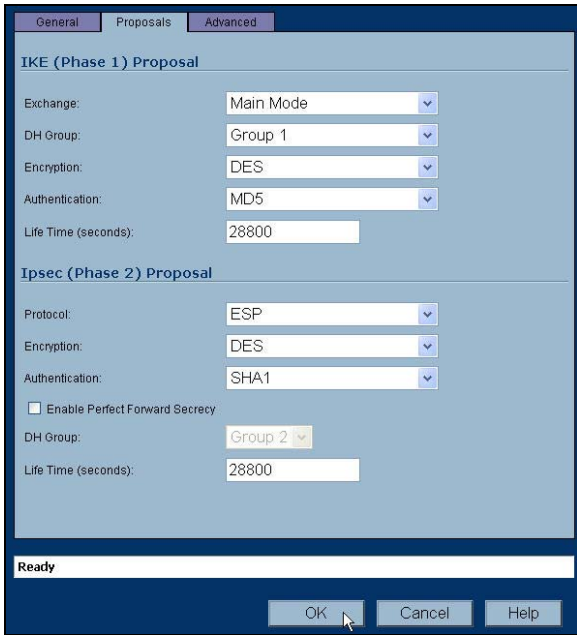 General Proposals Advanced
IKE (Phase 1) Proposal
Exchange: Main Mode
DH Group: Group 1
Encryption: DES
Authentication: MD5
Life Time (seconds): 28800
Ipsec (Phase 2) Proposal
Protocol: ESP
Encryption: DES
Authentication: SHA1
Enable Perfect Forward Secrecy
DH Group: Group 2
Life Time (seconds): 28800
Ready
OK Cancel Help